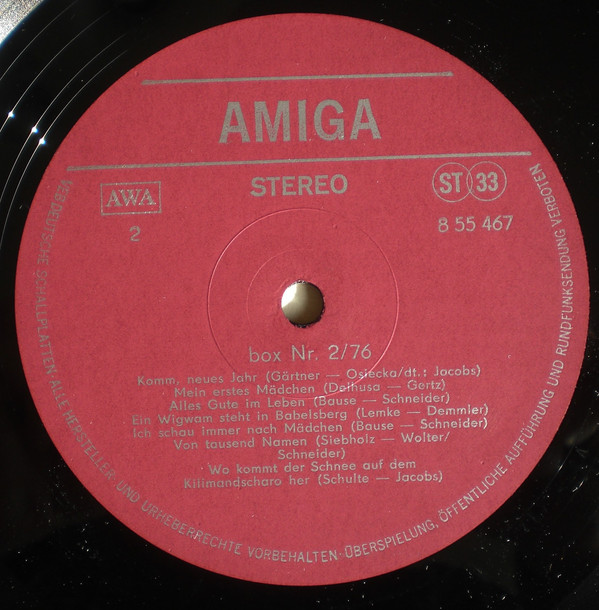 AMIGA
STEREO
AWA
2
ST 33
8 55 467
box Nr. 2/76
Komm, neues Jahr (Gärtner — Osiecka/dt.: Jacobs)
Mein erstes Mädchen (Delhusa — Gertz)
Alles Gute im Leben (Bause — Schneider)
Ein Wigwam steht in Babelsberg (Lemke — Demmler)
Ich schau immer nach Mädchen (Bause — Schneider)
Von tausend Namen (Siebholz — Wolter/
Schneider)
Wo kommt der Schnee auf dem
Kilimandscharo her (Schulte — Jacobs)
VEB DEUTSCHE SCHALLPLATTEN · ALLE HERSTELLER- UND URHEBERRECHTE VORBEHALTEN · ÜBERSPIELUNG, ÖFFENTLICHE AUFFÜHRUNG UND RUNDFUNKSENDUNG VERBOTEN